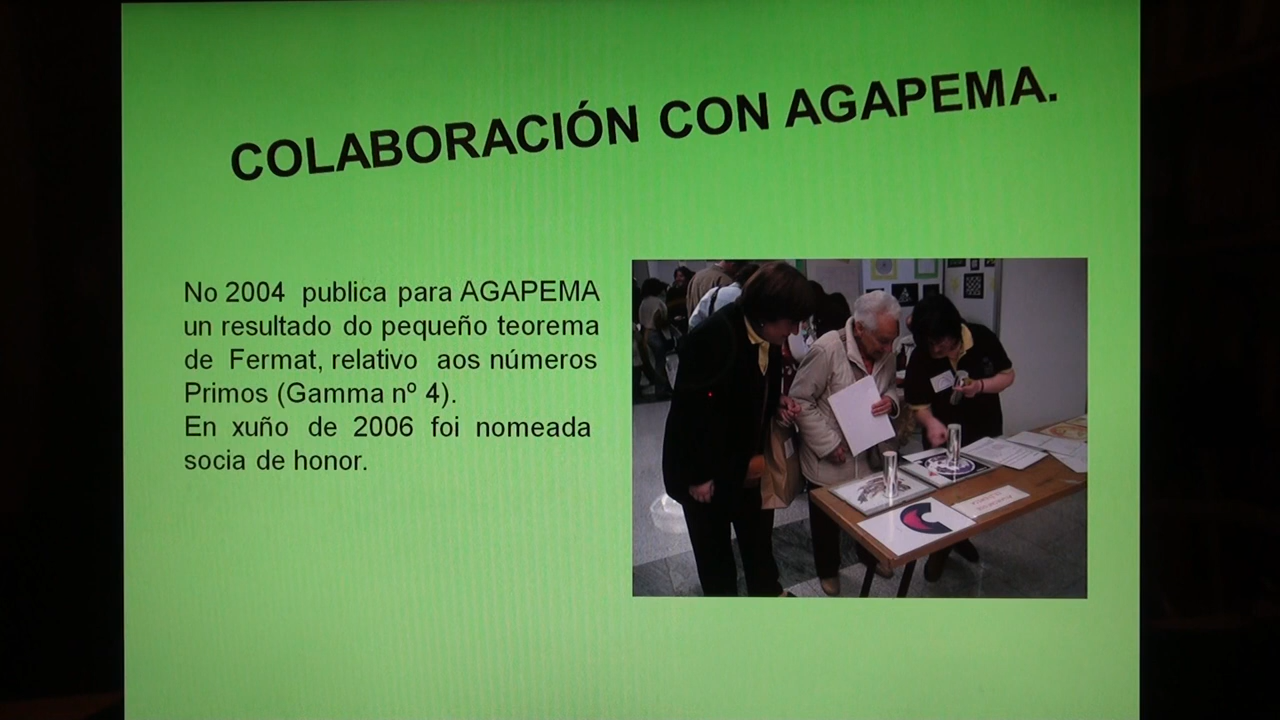 COLABORACIÓN CON AGAPEMA.
No 2004 publica para AGAPEMA
un resultado do pequeño teorema
de Fermat, relativo aos números
Primos (Gamma nº 4).
En xuño de 2006 foi nomeada
socia de honor.